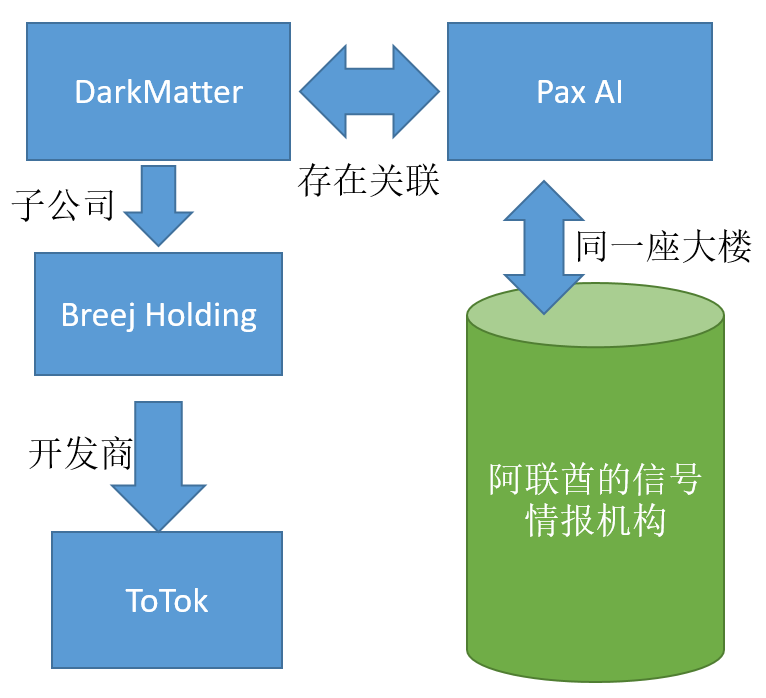 DarkMatter
Pax AI
存在关联
子公司
同一座大楼
Breej Holding
开发商
阿联酋的信号
情报机构
ToTok